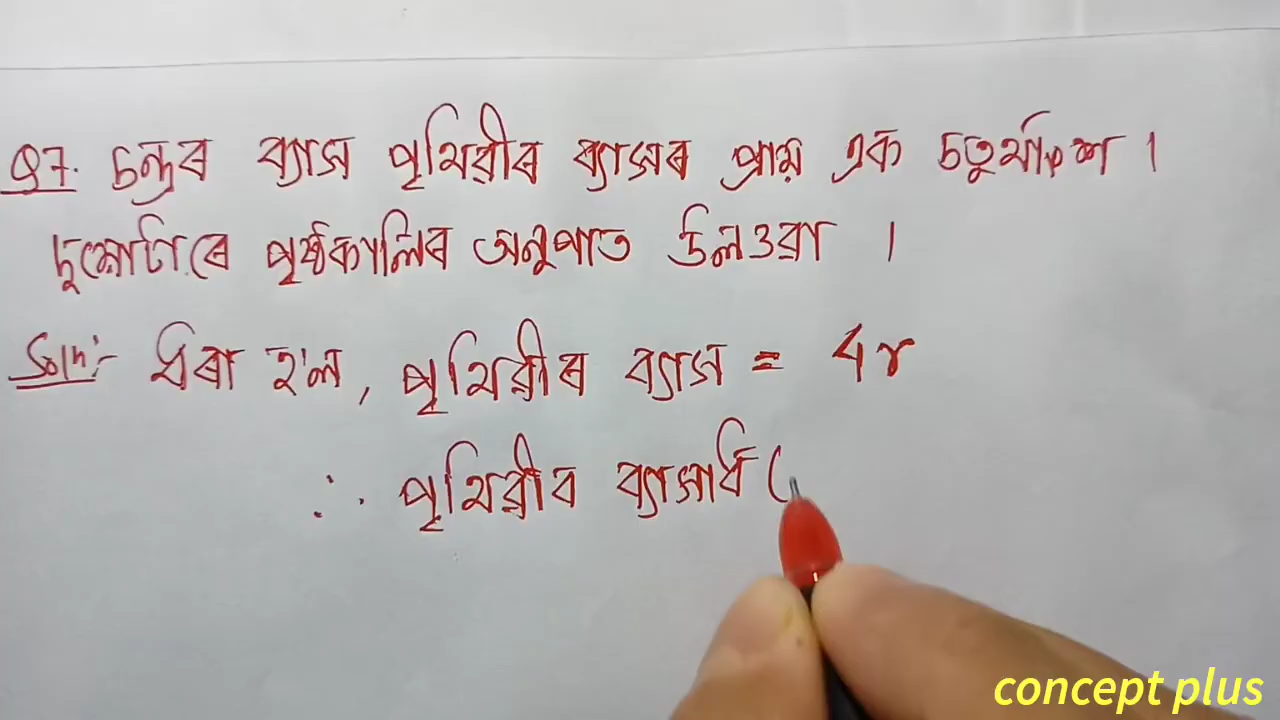 Q7. চন্দ্ৰৰ ব্যাস পৃথিৱীৰ ব্যাসৰ প্ৰায় এক চতুৰ্থাংশ ।
দুয়োটাৰে পৃষ্ঠকালিৰ অনুপাত উলিওৱা ।
Soln:- ধৰা হ'ল, পৃথিৱীৰ ব্যাস = 4r
∴ পৃথিৱীৰ ব্যাসাৰ্ধ (
concept plus